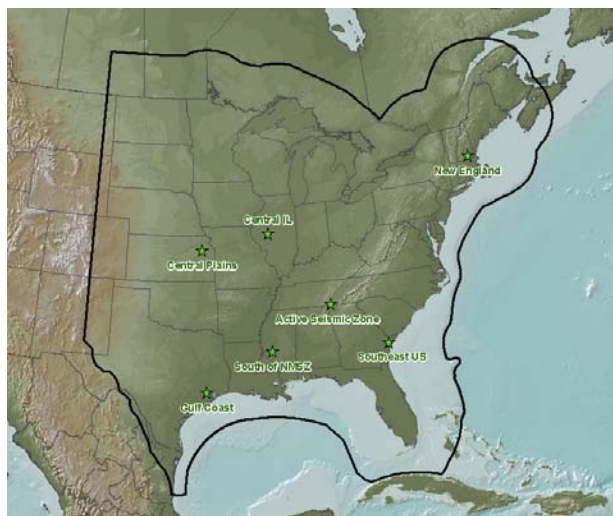 New England
Central IL
Central Plains
Active Seismic Zone
Southeast US
South of NMSZ
Gulf Coast